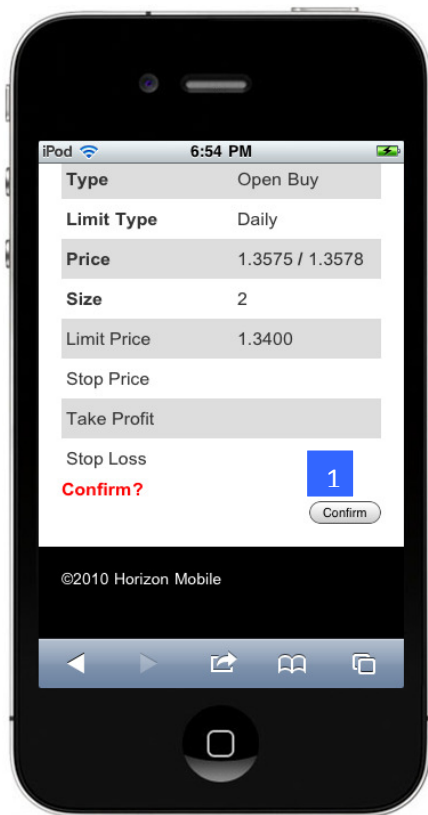 iPod 6:54 PM
Type Open Buy
Limit Type Daily
Price 1.3575 / 1.3578
Size 2
Limit Price 1.3400
Stop Price
Take Profit
Stop Loss
Confirm?
1
Confirm
©2010 Horizon Mobile